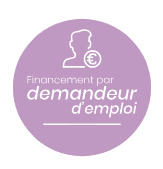 €
Financement par
demandeur
d'emploi